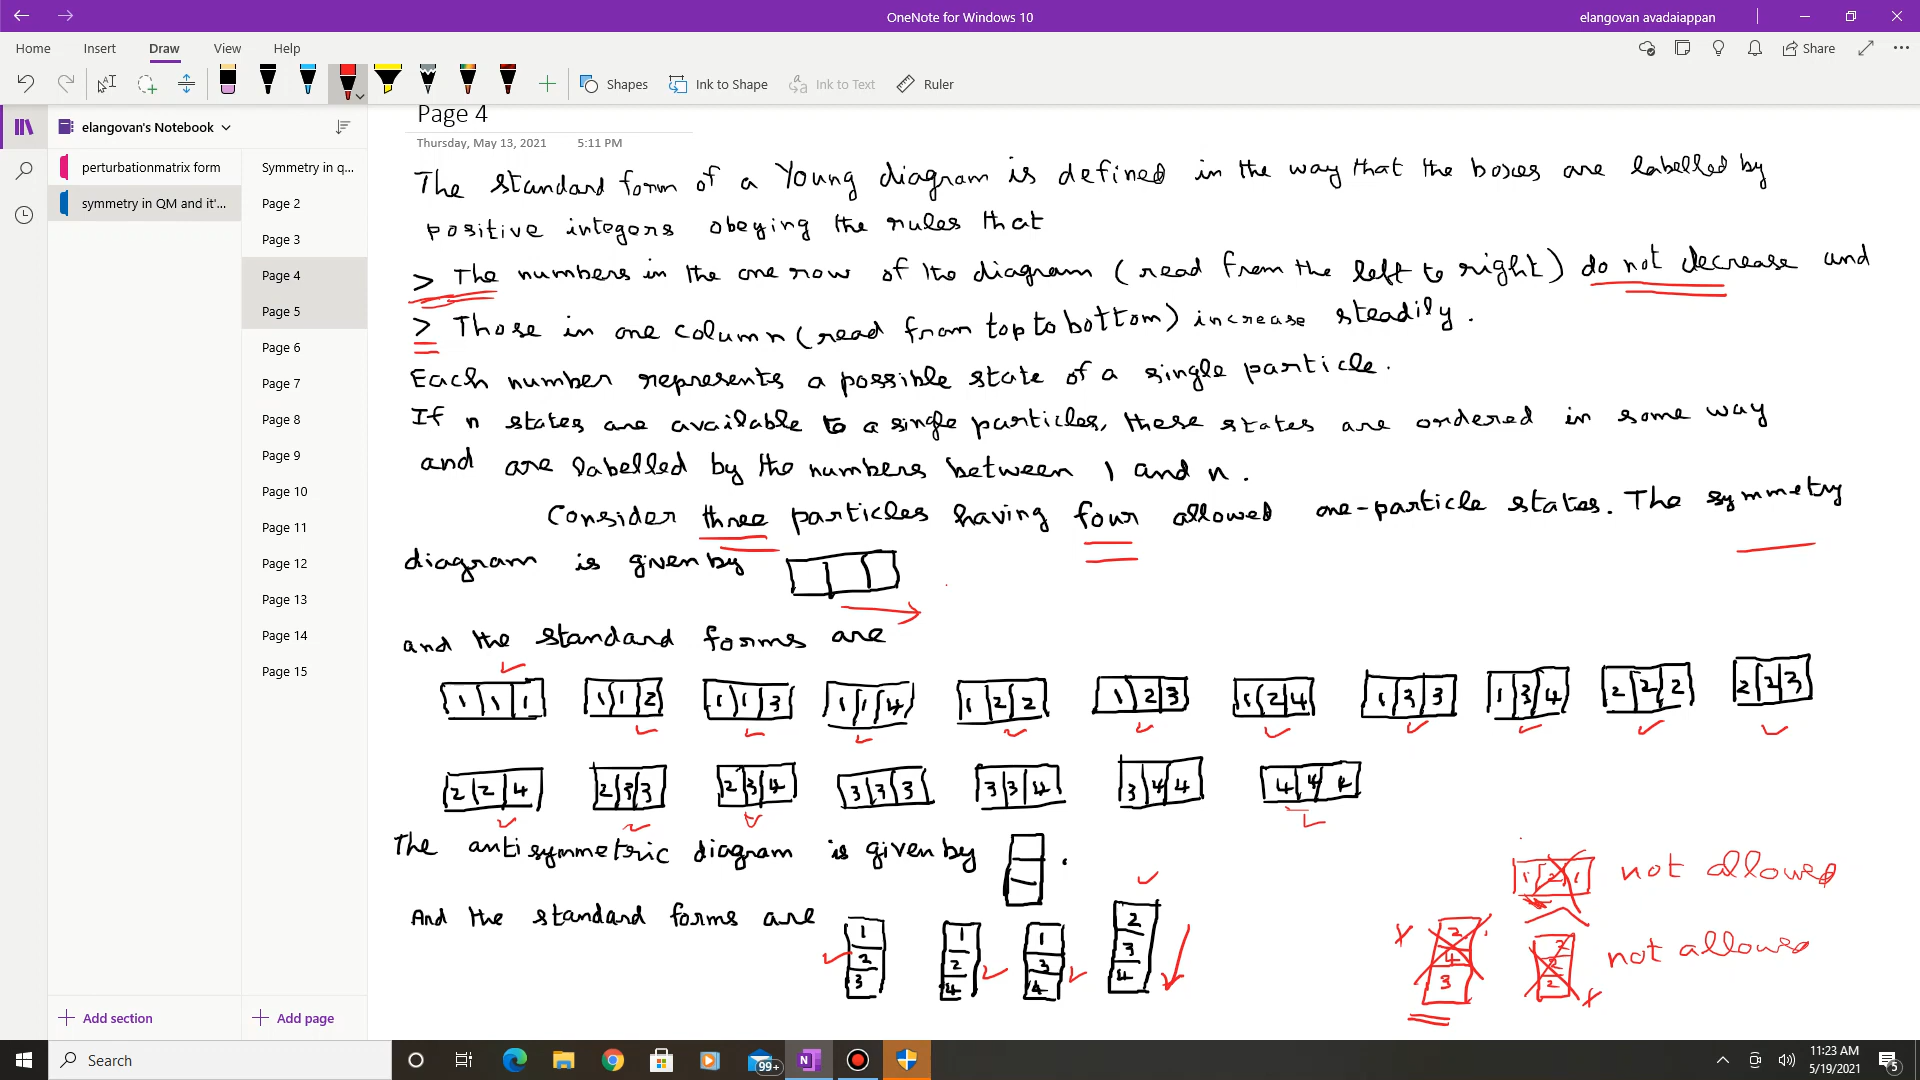 OneNote for Windows 10
elangovan avadaiappan
Home Insert Draw View Help
Share
Shapes Ink to Shape Ink to Text Ruler
elangovan's Notebook
perturbationmatrix form
symmetry in QM and it'...
Symmetry in q...
Page 2
Page 3
Page 4
Page 5
Page 6
Page 7
Page 8
Page 9
Page 10
Page 11
Page 12
Page 13
Page 14
Page 15
Add section
Add page
Page 4
Thursday, May 13, 2021 5:11 PM
The standard form of a Young diagram is defined in the way that the boxes are labelled by
positive integers obeying the rules that
> The numbers in the one row of the diagram (read from the left to right) do not decrease and
> Those in one column (read from top to bottom) increase steadily.
Each number represents a possible state of a single particle.
If n states are available to a single particles, these states are ordered in some way
and are labelled by the numbers between 1 and n.
Consider three particles having four allowed one-particle states. The symmetry
diagram is given by
and the standard forms are
1 1 1 1 1 2 1 1 3 1 1 4 1 2 2 1 2 3 1 2 4 1 3 3 1 3 4 2 2 2 2 2 3
2 2 4 2 3 3 2 3 4 3 3 3 3 3 4 3 4 4 4 4 4
The antisymmetric diagram is given by .
And the standard forms are
1 2 3
1 2 4
1 3 4
2 3 4
1 2 1 not allowed
2 4 3 x
2 2 2 x not allowed
Search
99+
11:23 AM
5/19/2021
5